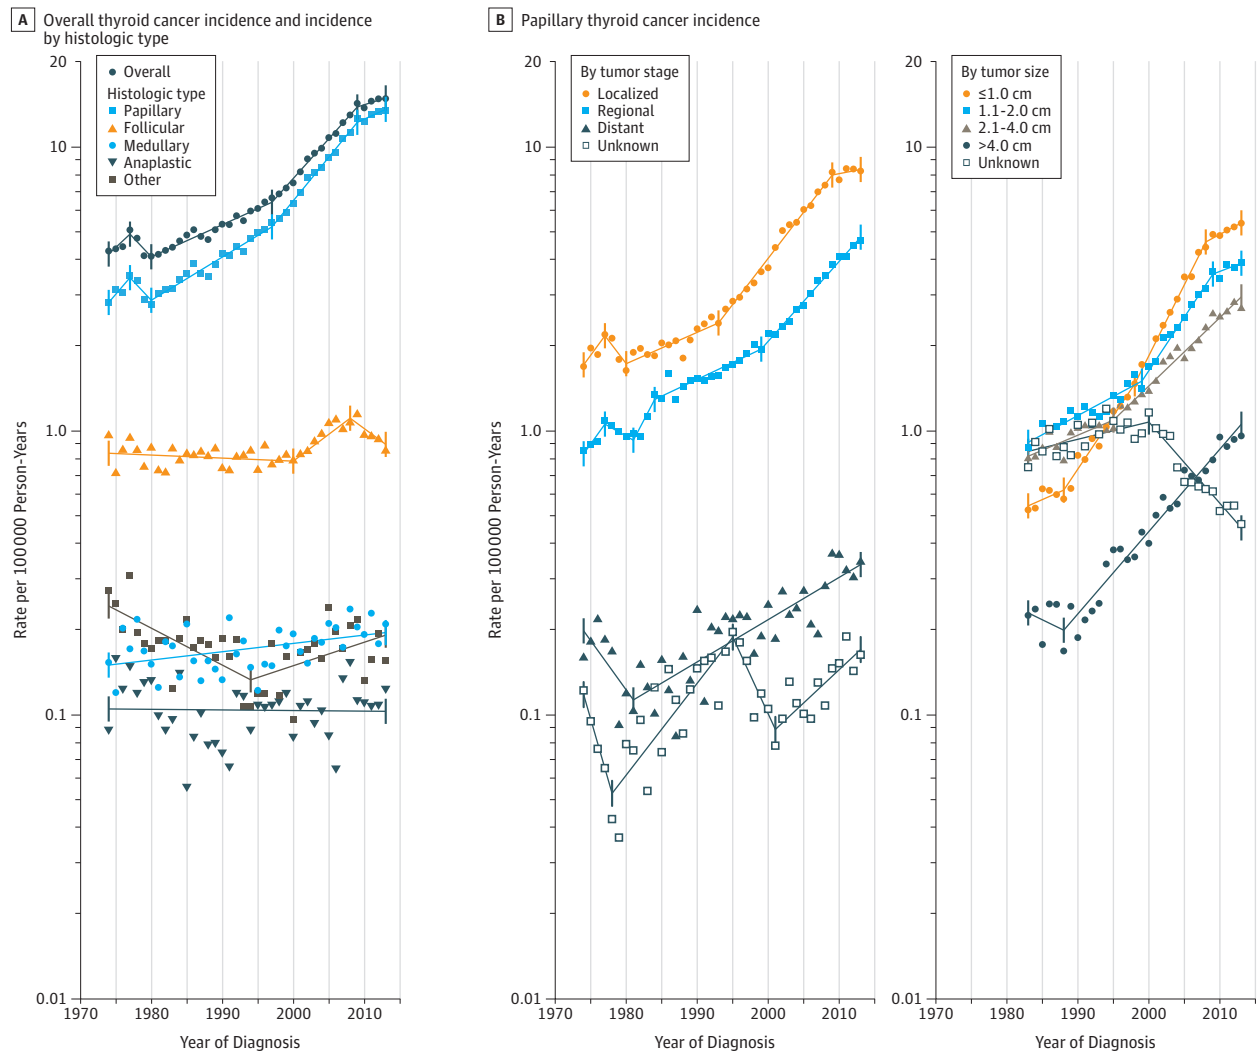 A Overall thyroid cancer incidence and incidence
by histologic type
Overall
Histologic type
Papillary
Follicular
Medullary
Anaplastic
Other
20
10
1.0
0.1
0.01
Rate per 100000 Person-Years
1970 1980 1990 2000 2010
Year of Diagnosis
B Papillary thyroid cancer incidence
By tumor stage
Localized
Regional
Distant
Unknown
20
10
1.0
0.1
0.01
Rate per 100000 Person-Years
1970 1980 1990 2000 2010
Year of Diagnosis
By tumor size
≤1.0 cm
1.1-2.0 cm
2.1-4.0 cm
>4.0 cm
Unknown
20
10
1.0
0.1
0.01
1970 1980 1990 2000 2010
Year of Diagnosis